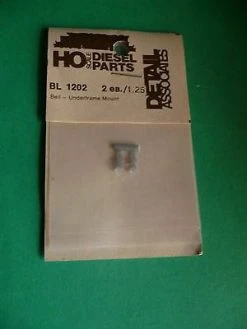 HO SCALE DIESEL PARTS
BL 1202 2 ea./1.25
Bell - Underframe Mount
DETAIL ASSOCIATES